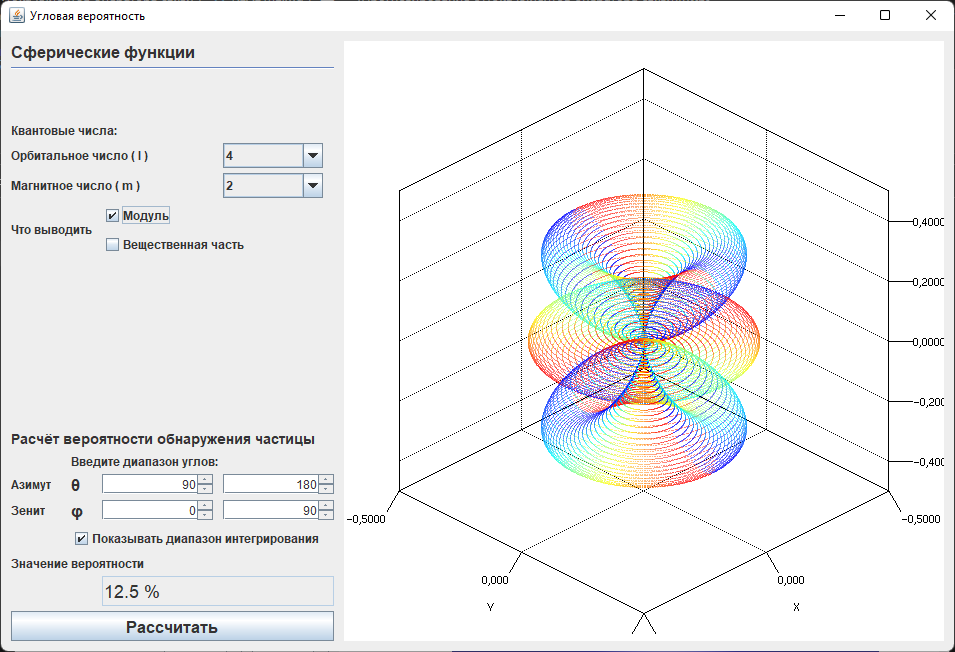 Угловая вероятность
Сферические функции
Квантовые числа:
Орбитальное число ( l ) 4
Магнитное число ( m ) 2
Модуль
Что выводить
Вещественная часть
Расчёт вероятности обнаружения частицы
Введите диапазон углов:
Азимут θ 90 180
Зенит φ 0 90
Показывать диапазон интегрирования
Значение вероятности
12.5 %
Рассчитать
0,4000
0,2000
0,0000
−0,200
−0,400
−0,5000 −0,5000
0,000 0,000
Y X